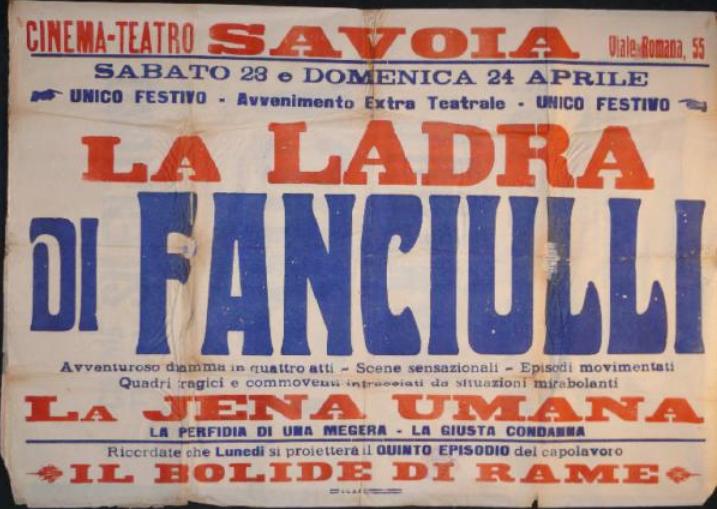 CINEMA-TEATRO SAVOIA Viale Romana, 55
SABATO 23 e DOMENICA 24 APRILE
UNICO FESTIVO - Avvenimento Extra Teatrale - UNICO FESTIVO
LA LADRA
DI FANCIULLI
Avventuroso dramma in quattro atti - Scene sensazionali - Episodi movimentati
Quadri tragici e commoventi intrecciati da situazioni mirabolanti
LA JENA UMANA
LA PERFIDIA DI UNA MEGERA - LA GIUSTA CONDANNA
Ricordate che Lunedì si proietterà il QUINTO EPISODIO del capolavoro
IL BOLIDE DI RAME